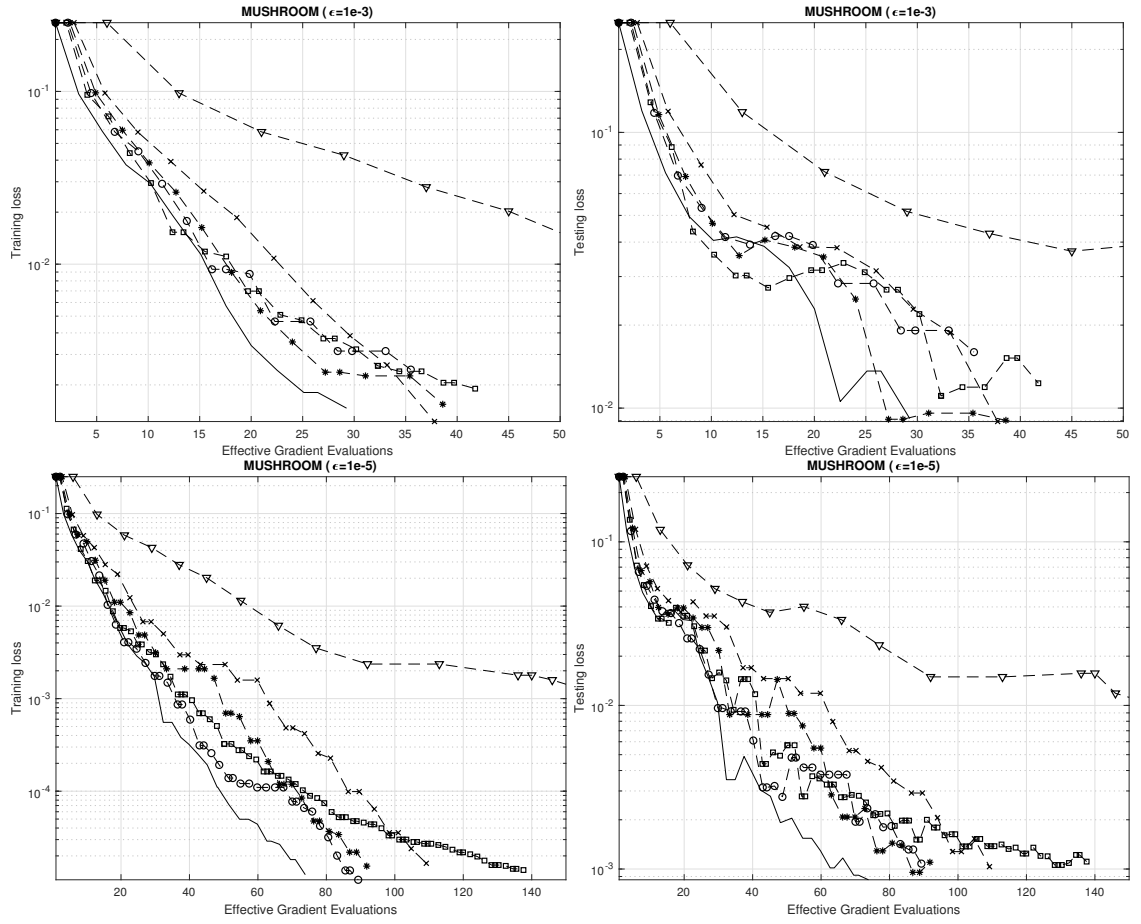 MUSHROOM (ϵ=1e-3)
Training loss
10^-1
10^-2
5 10 15 20 25 30 35 40 45 50
Effective Gradient Evaluations
MUSHROOM (ϵ=1e-3)
Testing loss
10^-1
10^-2
5 10 15 20 25 30 35 40 45 50
Effective Gradient Evaluations
MUSHROOM (ϵ=1e-5)
Training loss
10^-1
10^-2
10^-3
10^-4
20 40 60 80 100 120 140
Effective Gradient Evaluations
MUSHROOM (ϵ=1e-5)
Testing loss
10^-1
10^-2
10^-3
20 40 60 80 100 120 140
Effective Gradient Evaluations